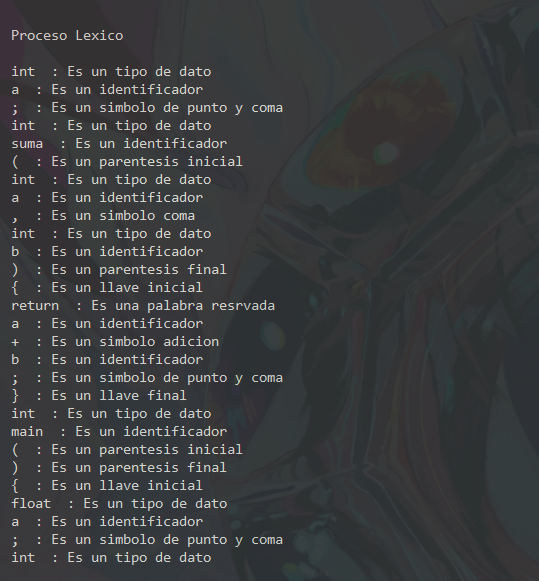 Proceso Lexico
int : Es un tipo de dato
a : Es un identificador
; : Es un simbolo de punto y coma
int : Es un tipo de dato
suma : Es un identificador
( : Es un parentesis inicial
int : Es un tipo de dato
a : Es un identificador
, : Es un simbolo coma
int : Es un tipo de dato
b : Es un identificador
) : Es un parentesis final
{ : Es un llave inicial
return : Es una palabra resrvada
a : Es un identificador
+ : Es un simbolo adicion
b : Es un identificador
; : Es un simbolo de punto y coma
} : Es un llave final
int : Es un tipo de dato
main : Es un identificador
( : Es un parentesis inicial
) : Es un parentesis final
{ : Es un llave inicial
float : Es un tipo de dato
a : Es un identificador
; : Es un simbolo de punto y coma
int : Es un tipo de dato